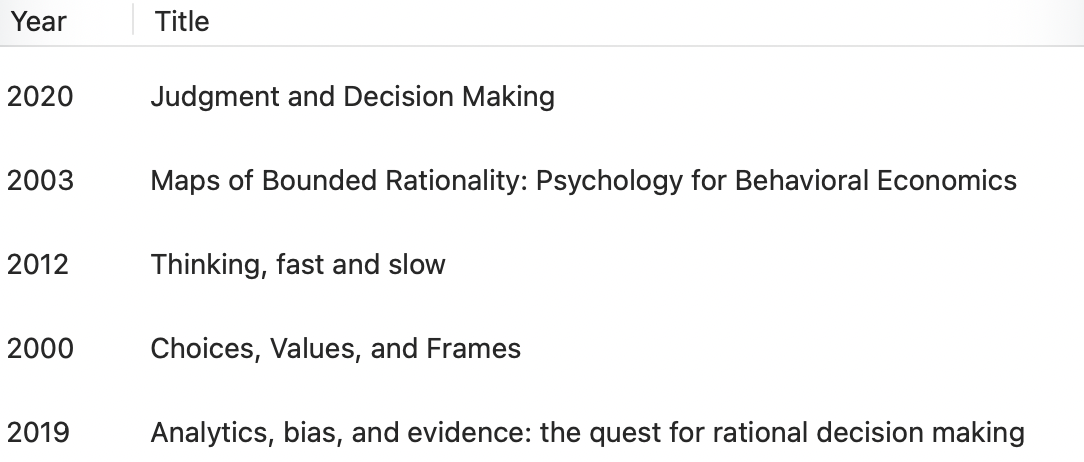 Year Title
2020 Judgment and Decision Making
2003 Maps of Bounded Rationality: Psychology for Behavioral Economics
2012 Thinking, fast and slow
2000 Choices, Values, and Frames
2019 Analytics, bias, and evidence: the quest for rational decision making